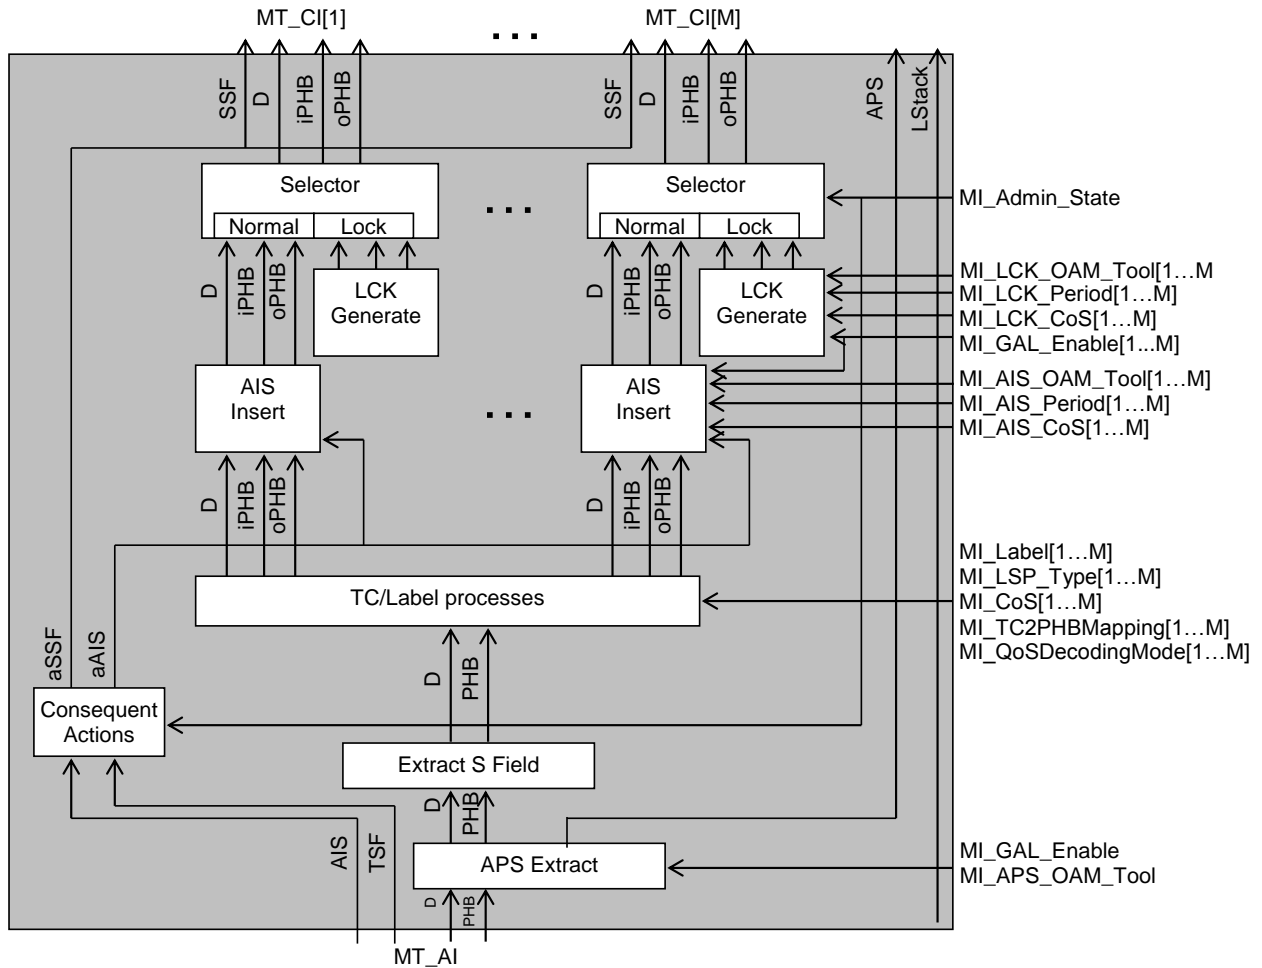 MT_CI[1]
MT_CI[M]
...
SSF
D
iPHB
oPHB
SSF
D
iPHB
oPHB
APS
LStack
Selector
Normal
Lock
...
Selector
Normal
Lock
MI_Admin_State
D
iPHB
oPHB
LCK
Generate
D
iPHB
oPHB
LCK
Generate
MI_LCK_OAM_Tool[1…M
MI_LCK_Period[1…M]
MI_LCK_CoS[1…M]
MI_GAL_Enable[1...M]
AIS
Insert
...
AIS
Insert
MI_AIS_OAM_Tool[1…M]
MI_AIS_Period[1…M]
MI_AIS_CoS[1…M]
D
iPHB
oPHB
D
iPHB
oPHB
TC/Label processes
MI_Label[1…M]
MI_LSP_Type[1…M]
MI_CoS[1…M]
MI_TC2PHBMapping[1…M]
MI_QoSDecodingMode[1…M]
aSSF
aAIS
D
PHB
Consequent
Actions
Extract S Field
D
PHB
AIS
TSF
APS Extract
MI_GAL_Enable
MI_APS_OAM_Tool
D
PHB
MT_AI